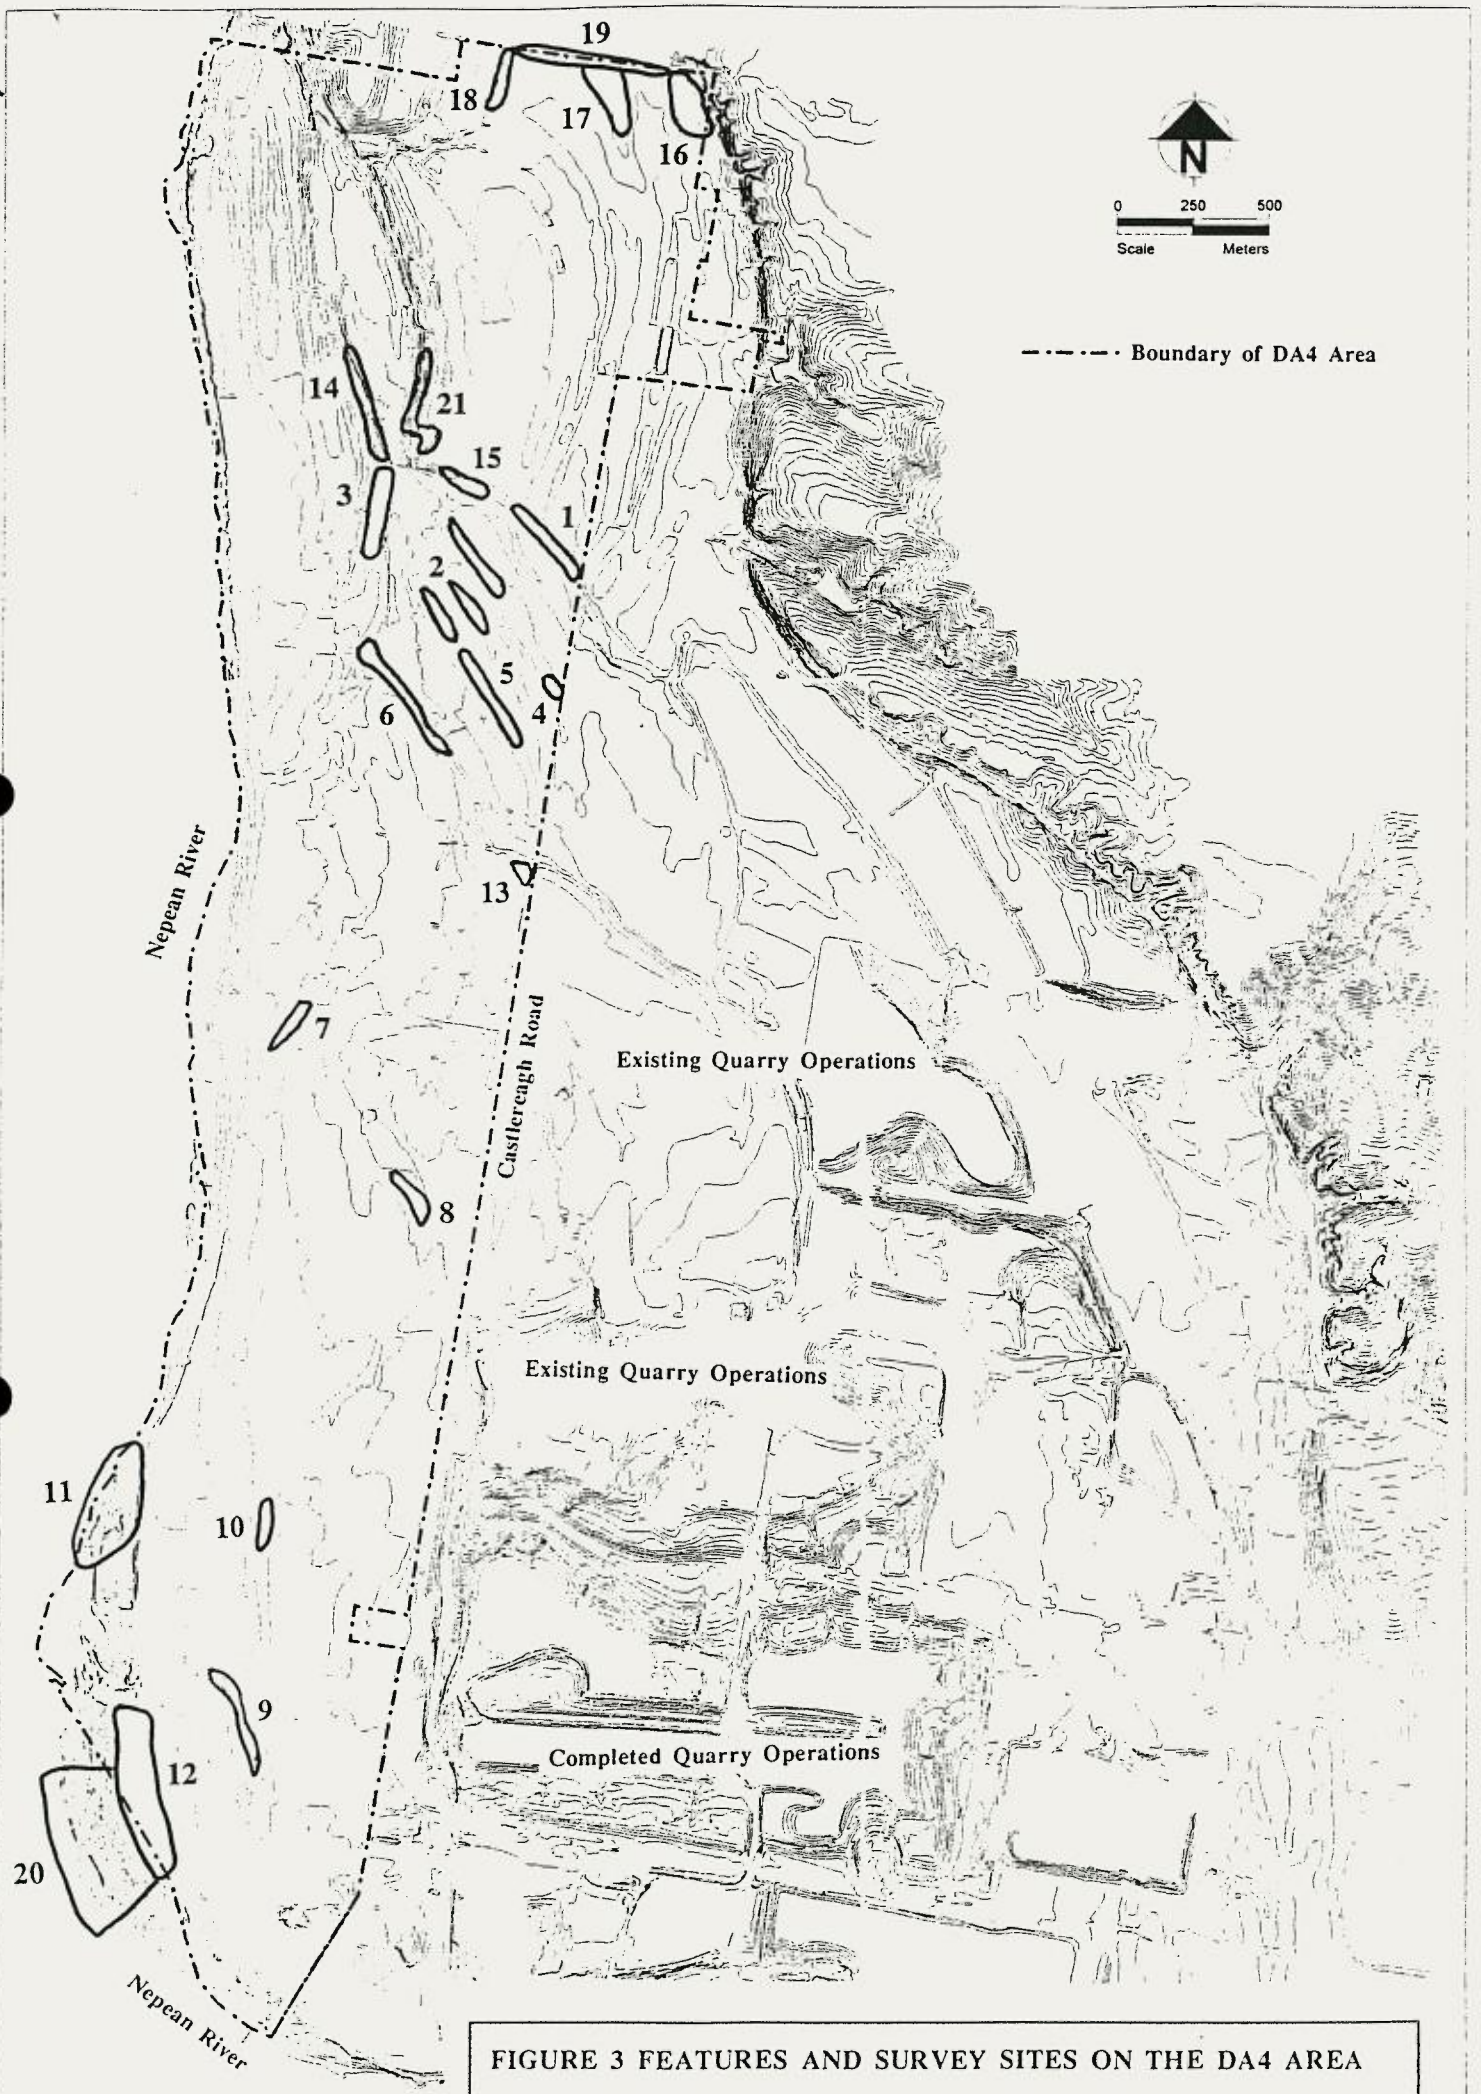 19
18
17
16
N
0 250 500
Scale Meters
Boundary of DA4 Area
14
21
15
3
1
2
5
4
6
Nepean River
13
7
Castlereagh Road
Existing Quarry Operations
8
Existing Quarry Operations
11
10
9
12
Completed Quarry Operations
20
Nepean River
FIGURE 3 FEATURES AND SURVEY SITES ON THE DA4 AREA